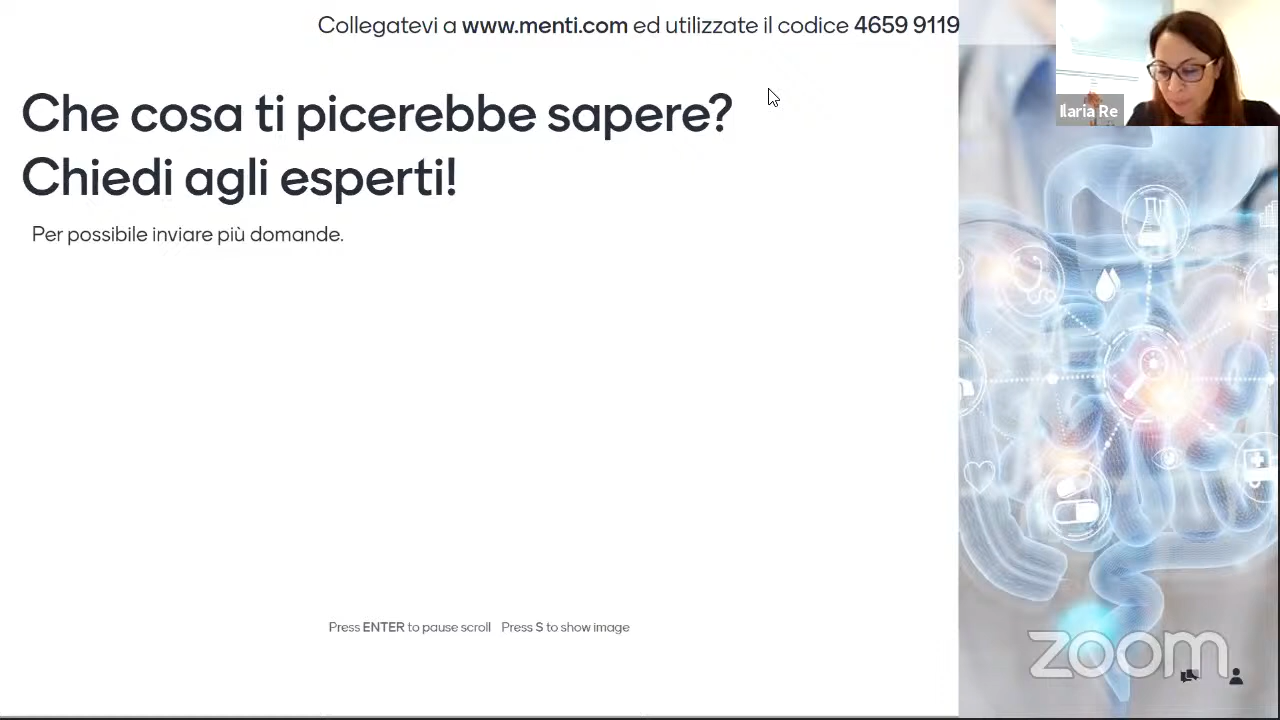 Collegatevi a www.menti.com ed utilizzate il codice 4659 9119
Ilaria Re
Che cosa ti picerebbe sapere?
Chiedi agli esperti!
Per possibile inviare più domande.
Press ENTER to pause scroll Press S to show image
zoom